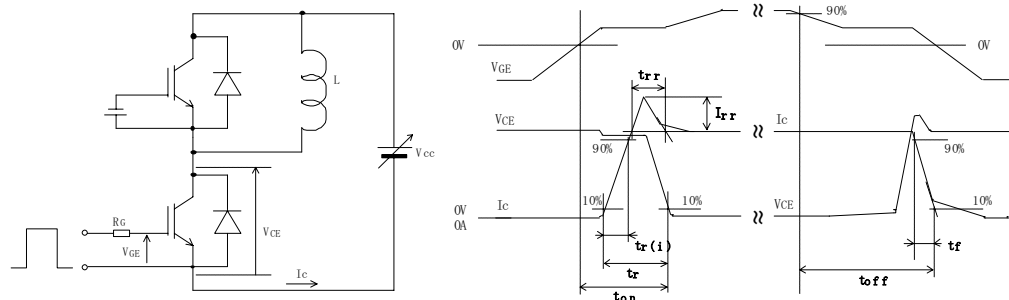 L
Vcc
RG
VGE
VCE
Ic
90%
0V
0V
VGE
trr
Irr
VCE
Ic
90%
90%
Ic
10%
10%
VCE
10%
0V
0A
tr(i)
tf
tr
toff
ton